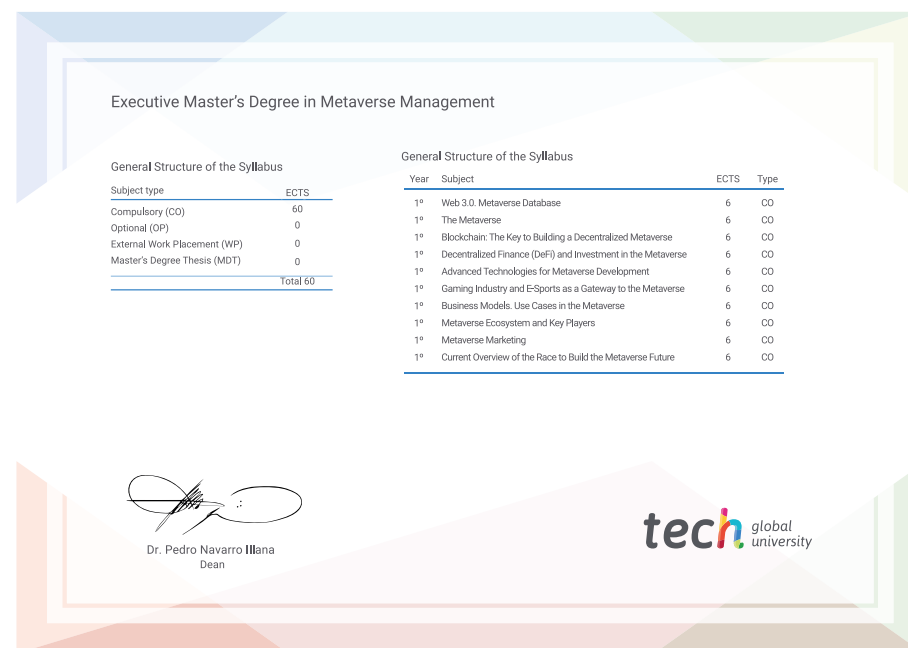 Executive Master's Degree in Metaverse Management
General Structure of the Syllabus
Subject type ECTS
Compulsory (CO) 60
Optional (OP) 0
External Work Placement (WP) 0
Master's Degree Thesis (MDT) 0
Total 60
General Structure of the Syllabus
Year Subject ECTS Type
1º Web 3.0. Metaverse Database 6 CO
1º The Metaverse 6 CO
1º Blockchain: The Key to Building a Decentralized Metaverse 6 CO
1º Decentralized Finance (DeFi) and Investment in the Metaverse 6 CO
1º Advanced Technologies for Metaverse Development 6 CO
1º Gaming Industry and E-Sports as a Gateway to the Metaverse 6 CO
1º Business Models. Use Cases in the Metaverse 6 CO
1º Metaverse Ecosystem and Key Players 6 CO
1º Metaverse Marketing 6 CO
1º Current Overview of the Race to Build the Metaverse Future 6 CO
Dr. Pedro Navarro Illana
Dean
tech global
university